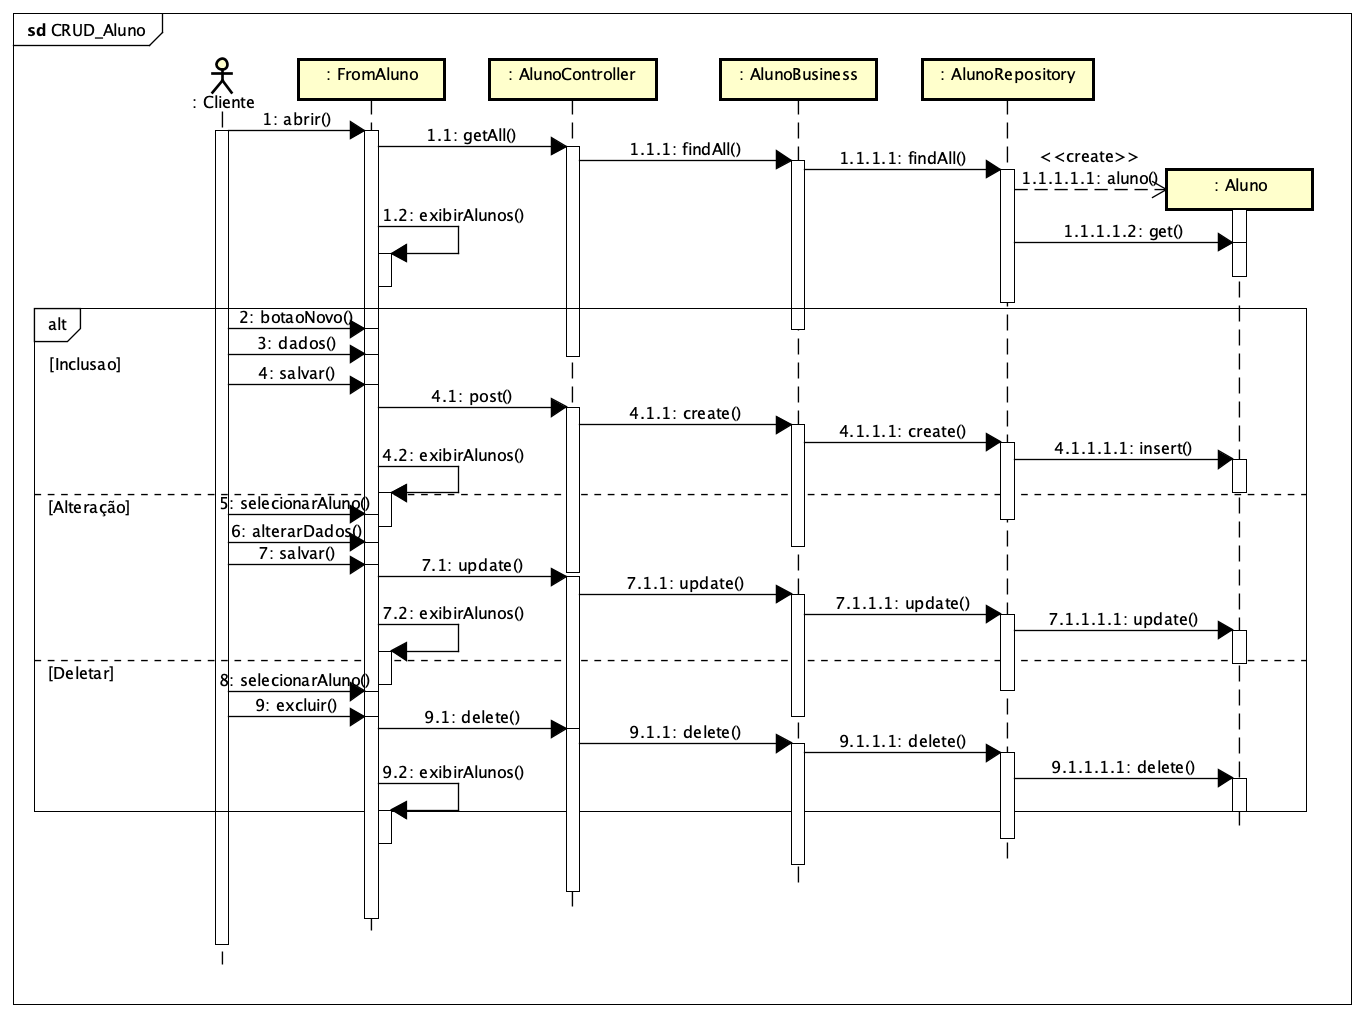 sd CRUD_Aluno
: Cliente
: FromAluno
: AlunoController
: AlunoBusiness
: AlunoRepository
1: abrir()
1.1: getAll()
1.1.1: findAll()
1.1.1.1: findAll()
<<create>>
1.1.1.1.1: aluno()
: Aluno
1.2: exibirAlunos()
1.1.1.1.2: get()
alt
2: botaoNovo()
3: dados()
[Inclusao]
4: salvar()
4.1: post()
4.1.1: create()
4.1.1.1: create()
4.1.1.1.1: insert()
4.2: exibirAlunos()
[Alteração]
5: selecionarAluno()
6: alterarDados()
7: salvar()
7.1: update()
7.1.1: update()
7.1.1.1: update()
7.1.1.1.1: update()
7.2: exibirAlunos()
[Deletar]
8: selecionarAluno()
9: excluir()
9.1: delete()
9.1.1: delete()
9.1.1.1: delete()
9.1.1.1.1: delete()
9.2: exibirAlunos()